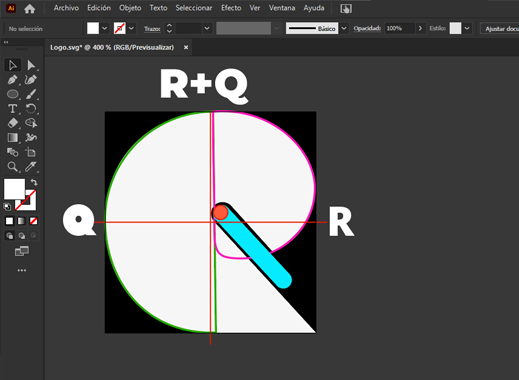 Ai Archivo Edición Objeto Texto Seleccionar Efecto Ver Ventana Ayuda
No selección Trazo: Básico Opacidad: 100% Estilo: Ajustar docu
Logo.svg* @ 400 % (RGB/Previsualizar) ×
R+Q
Q
R